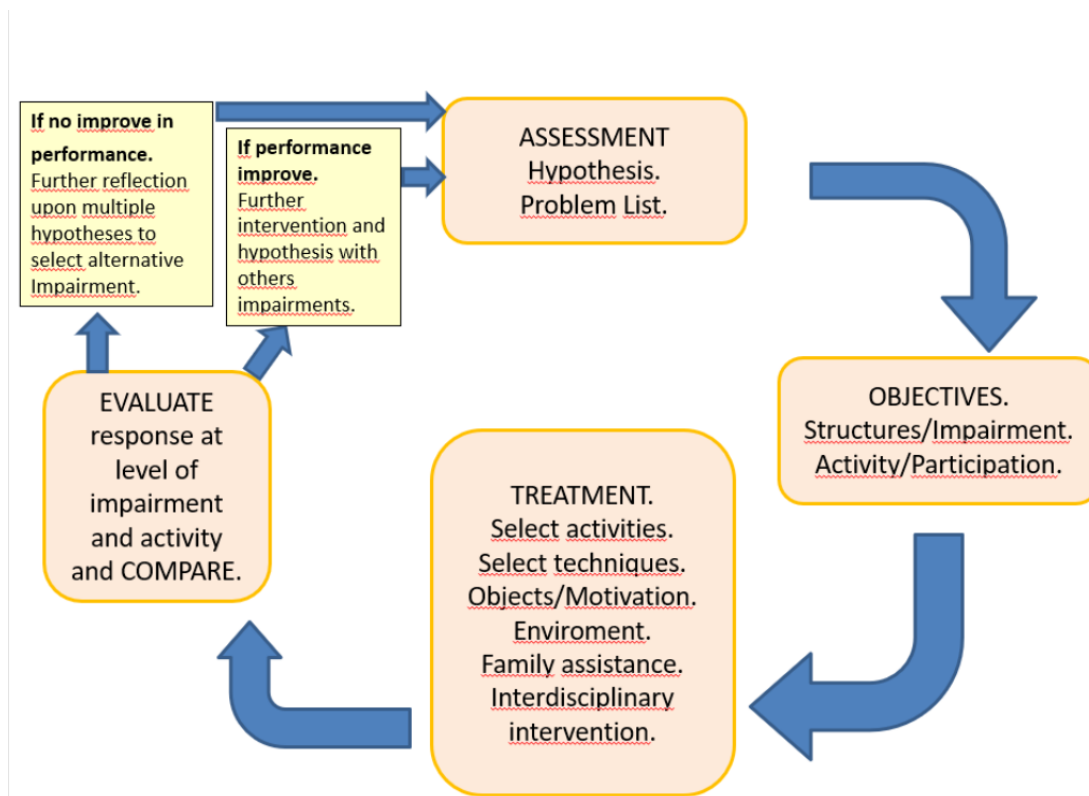 If no improve in
performance.
Further reflection
upon multiple
hypotheses to
select alternative
Impairment.
If performance
improve.
Further
intervention and
hypothesis with
others
impairments.
ASSESSMENT
Hypothesis.
Problem List.
OBJECTIVES.
Structures/Impairment.
Activity/Participation.
TREATMENT.
Select activities.
Select techniques.
Objects/Motivation.
Enviroment.
Family assistance.
Interdisciplinary
intervention.
EVALUATE
response at
level of
impairment
and activity
and COMPARE.